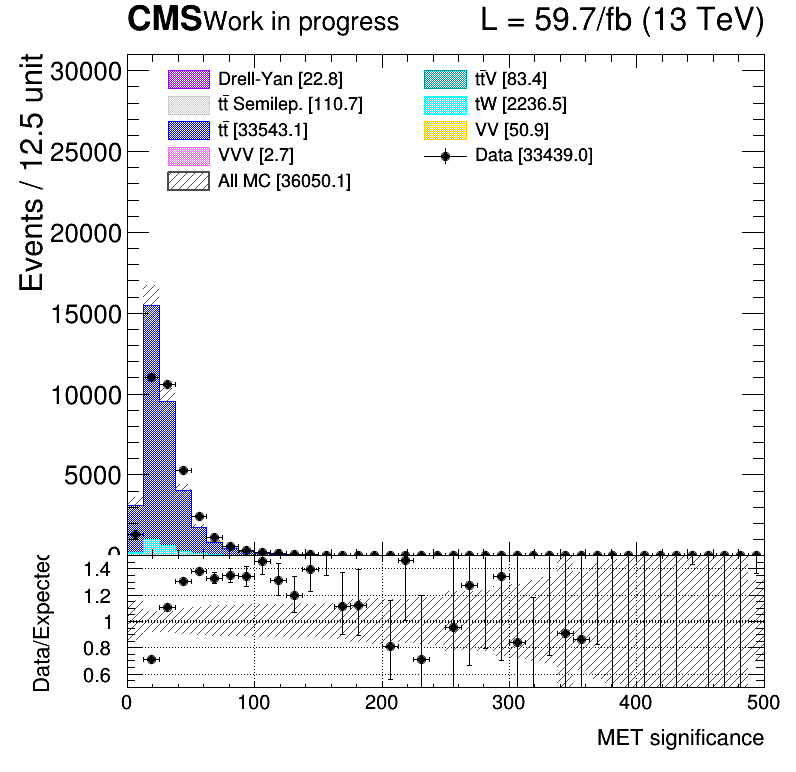 CMS Work in progress L = 59.7/fb (13 TeV)
Events / 12.5 unit
30000
25000
20000
15000
10000
5000
0
Drell-Yan [22.8]
tt̄ Semilep. [110.7]
tt̄ [33543.1]
VVV [2.7]
All MC [36050.1]
tt̄V [83.4]
tW [2236.5]
VV [50.9]
Data [33439.0]
Data/Expected
1.4
1.2
1
0.8
0.6
0 100 200 300 400 500
MET significance